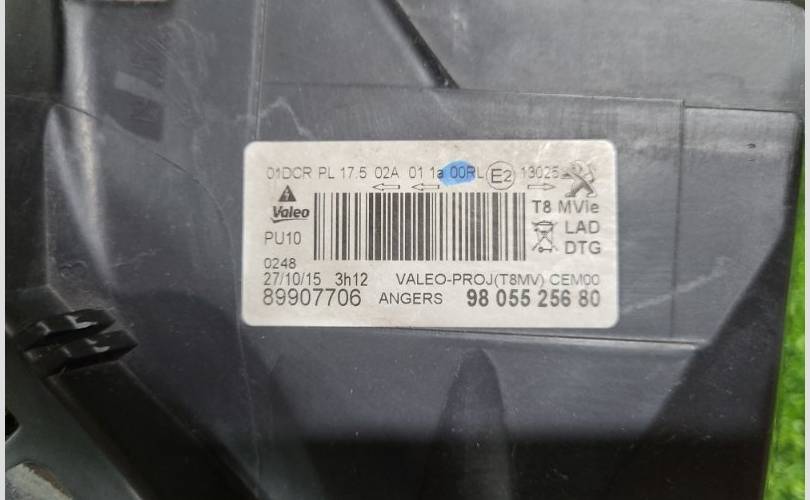 01DCR PL 17.5 02A 01 1a 00RL E2 13025
T8 MVie
Valeo
LAD
PU10
DTG
0248
27/10/15 3h12 VALEO-PROJ(T8MV) CEM00
89907706 ANGERS 98 055 256 80